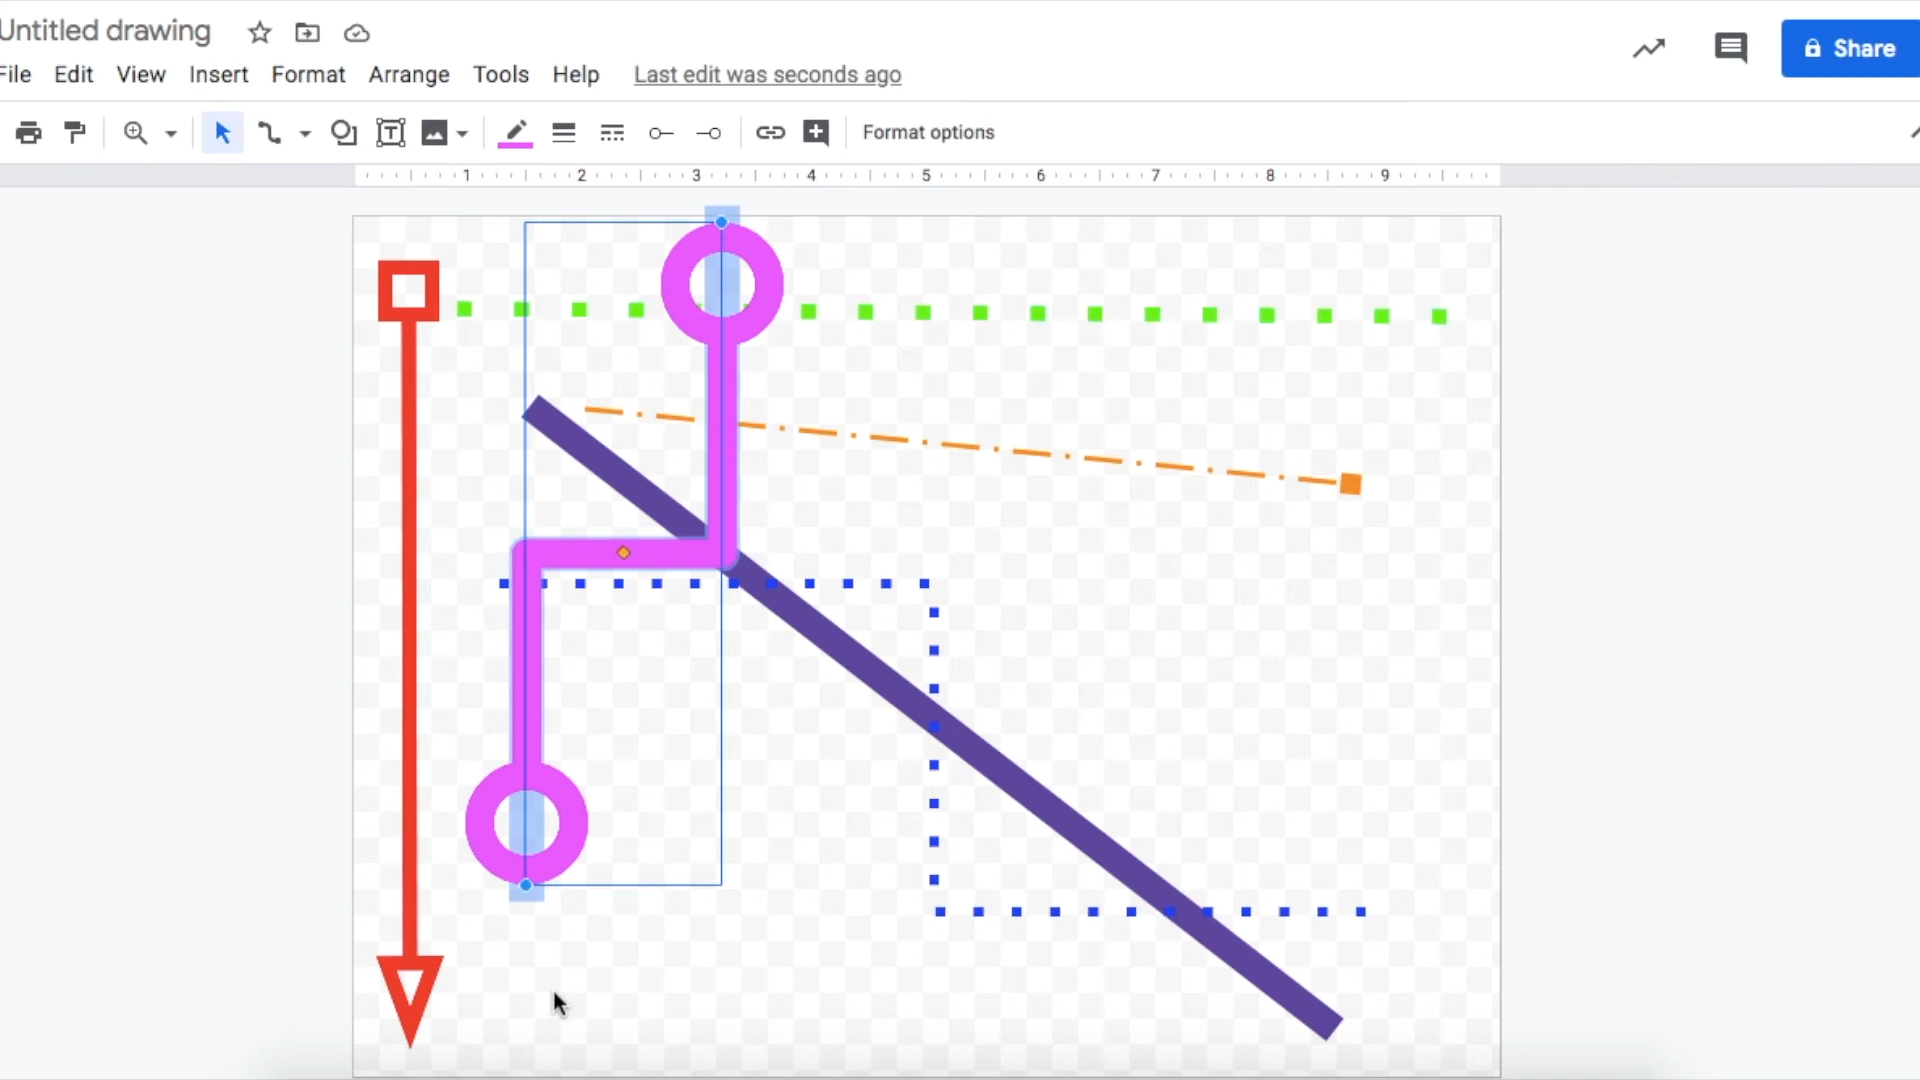 Untitled drawing
File Edit View Insert Format Arrange Tools Help Last edit was seconds ago
Share
Format options
1 2 3 4 5 6 7 8 9